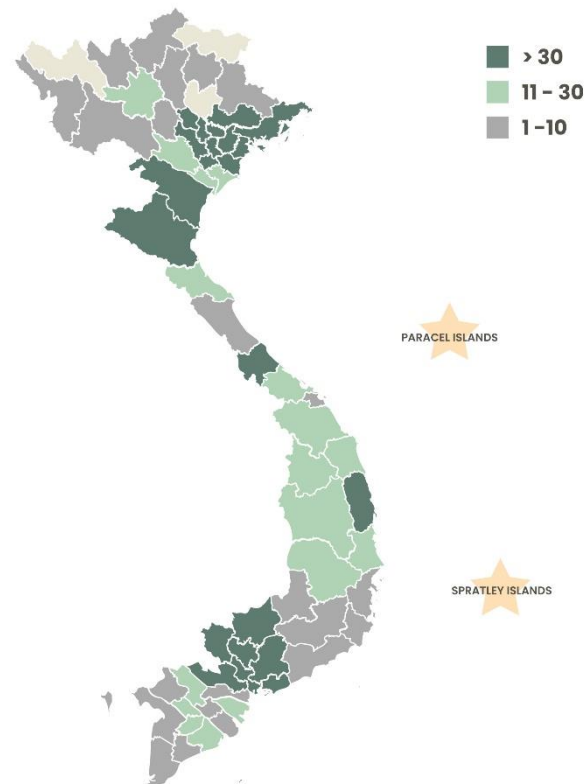 > 30
11 – 30
1 –10
PARACEL ISLANDS
SPRATLEY ISLANDS